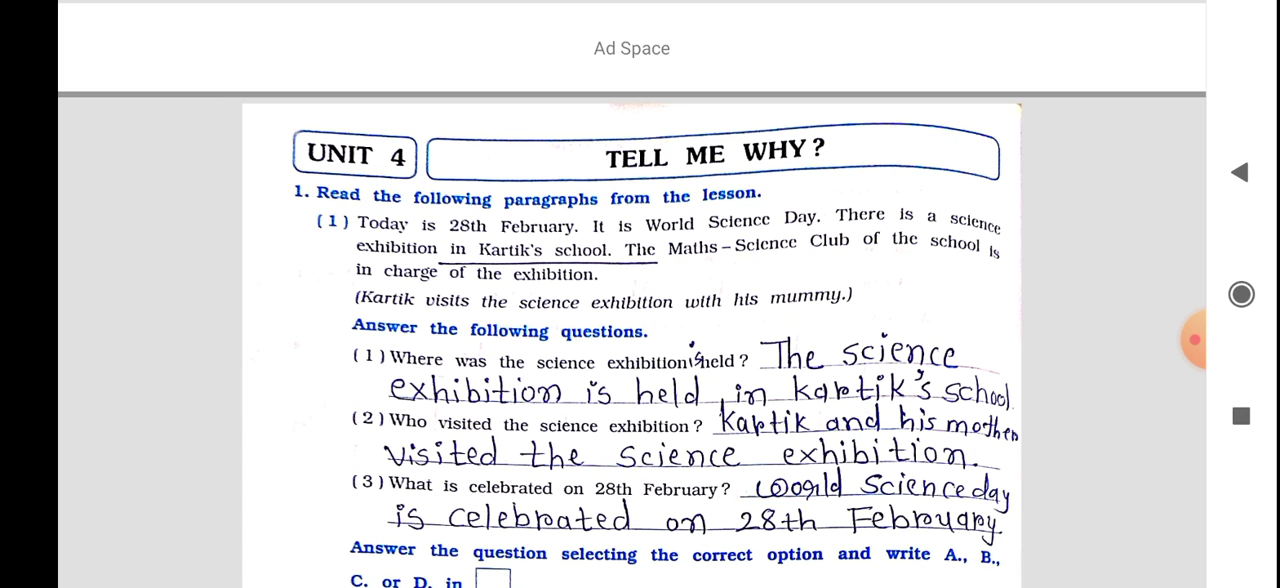 Ad Space
UNIT 4
TELL ME WHY?
1. Read the following paragraphs from the lesson.
(1) Today is 28th February. It is World Science Day. There is a science
exhibition in Kartik's school. The Maths – Science Club of the school is
in charge of the exhibition.
(Kartik visits the science exhibition with his mummy.)
Answer the following questions.
(1) Where was the science exhibition is held? The science
exhibition is held in kartik's school
(2) Who visited the science exhibition? Kartik and his mother
visited the science exhibition.
(3) What is celebrated on 28th February? World Science day
is celebrated on 28th February.
Answer the question selecting the correct option and write A., B.,
C. or D. in